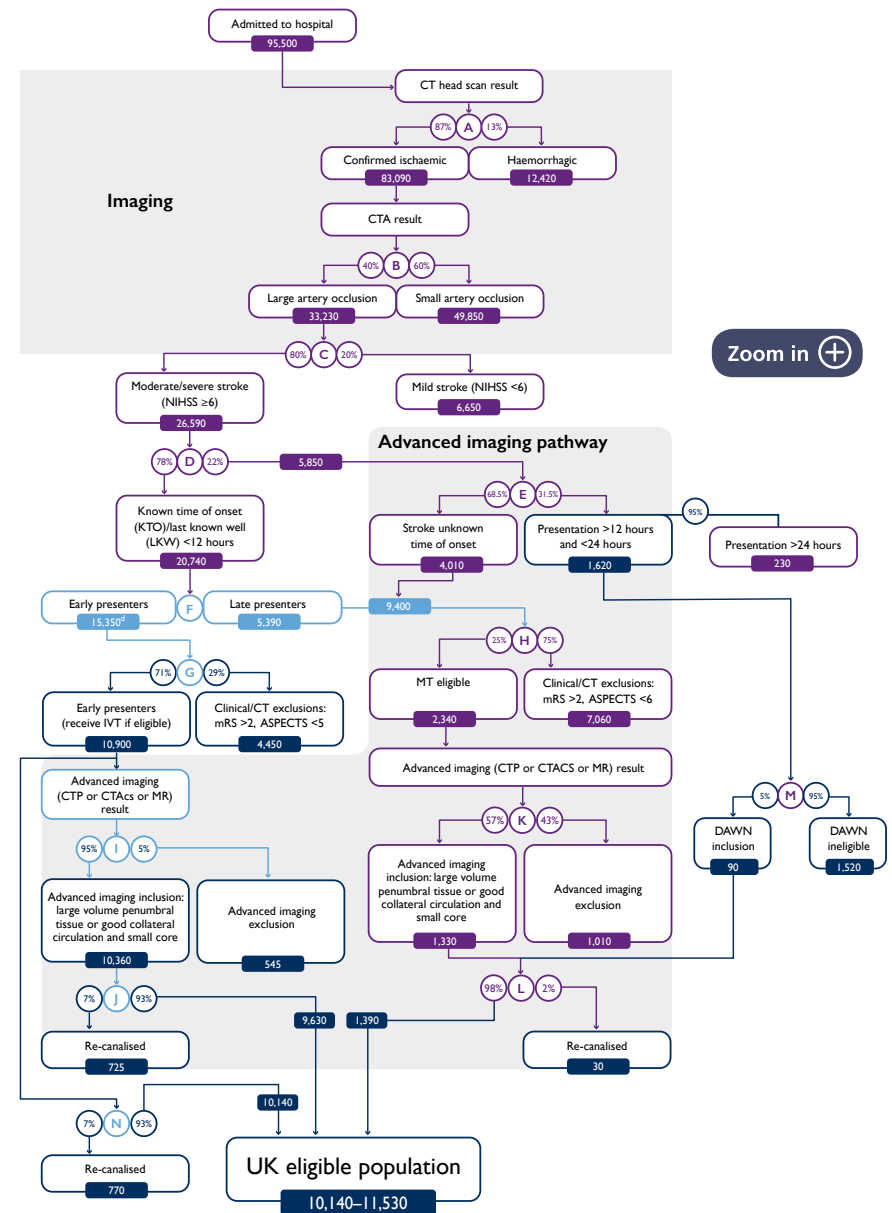 Admitted to hospital
95,500
CT head scan result
87% A 13%
Confirmed ischaemic
83,090
Haemorrhagic
12,420
Imaging
CTA result
40% B 60%
Large artery occlusion
33,230
Small artery occlusion
49,850
80% C 20%
Zoom in
Moderate/severe stroke
(NIHSS ≥6)
26,590
Mild stroke (NIHSS <6)
6,650
Advanced imaging pathway
78% D 22%
5,850
68.5% E 31.5%
Known time of onset
(KTO)/last known well
(LKW) <12 hours
20,740
Stroke unknown
time of onset
4,010
Presentation >12 hours
and <24 hours
1,620
95%
Presentation >24 hours
230
Early presenters
15,350d
F
Late presenters
5,390
9,400
25% H 75%
71% G 29%
MT eligible
2,340
Clinical/CT exclusions:
mRS >2, ASPECTS <6
7,060
Early presenters
(receive IVT if eligible)
10,900
Clinical/CT exclusions:
mRS >2, ASPECTS <5
4,450
Advanced imaging (CTP or CTACS or MR) result
Advanced imaging
(CTP or CTAcs or MR)
result
57% K 43%
5% M 95%
95% I 5%
DAWN
inclusion
90
DAWN
ineligible
1,520
Advanced imaging
inclusion: large volume
penumbral tissue or good
collateral circulation and
small core
1,330
Advanced imaging
exclusion
1,010
Advanced imaging inclusion:
large volume penumbral
tissue or good collateral
circulation and small core
10,360
Advanced imaging
exclusion
545
98% L 2%
7% J 93%
9,630
1,390
Re-canalised
725
Re-canalised
30
10,140
7% N 93%
Re-canalised
770
UK eligible population
10,140–11,530